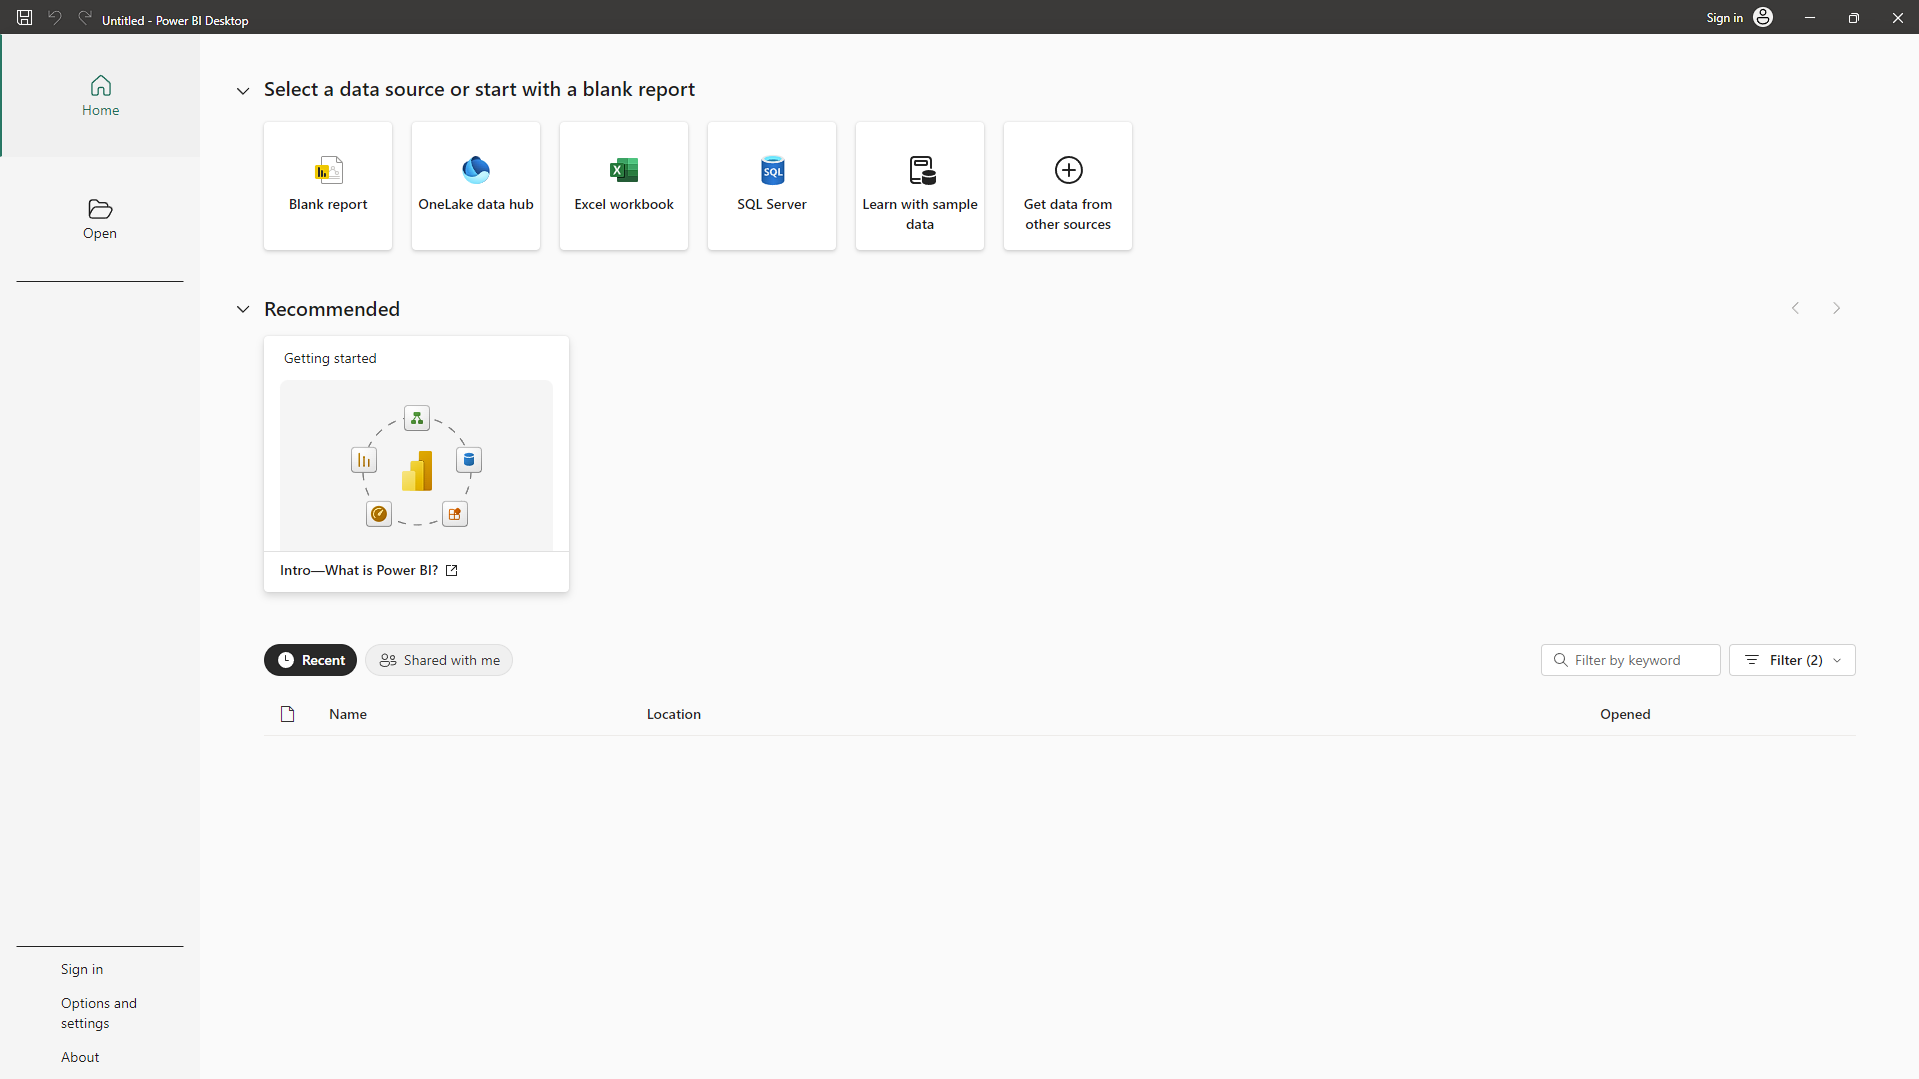 Untitled - Power BI Desktop
Sign in
Home
Open
Select a data source or start with a blank report
Blank report
OneLake data hub
Excel workbook
SQL
SQL Server
Learn with sample
data
Get data from
other sources
Recommended
Getting started
Intro—What is Power BI?
Recent
Shared with me
Filter by keyword
Filter (2)
Name
Location
Opened
Sign in
Options and
settings
About